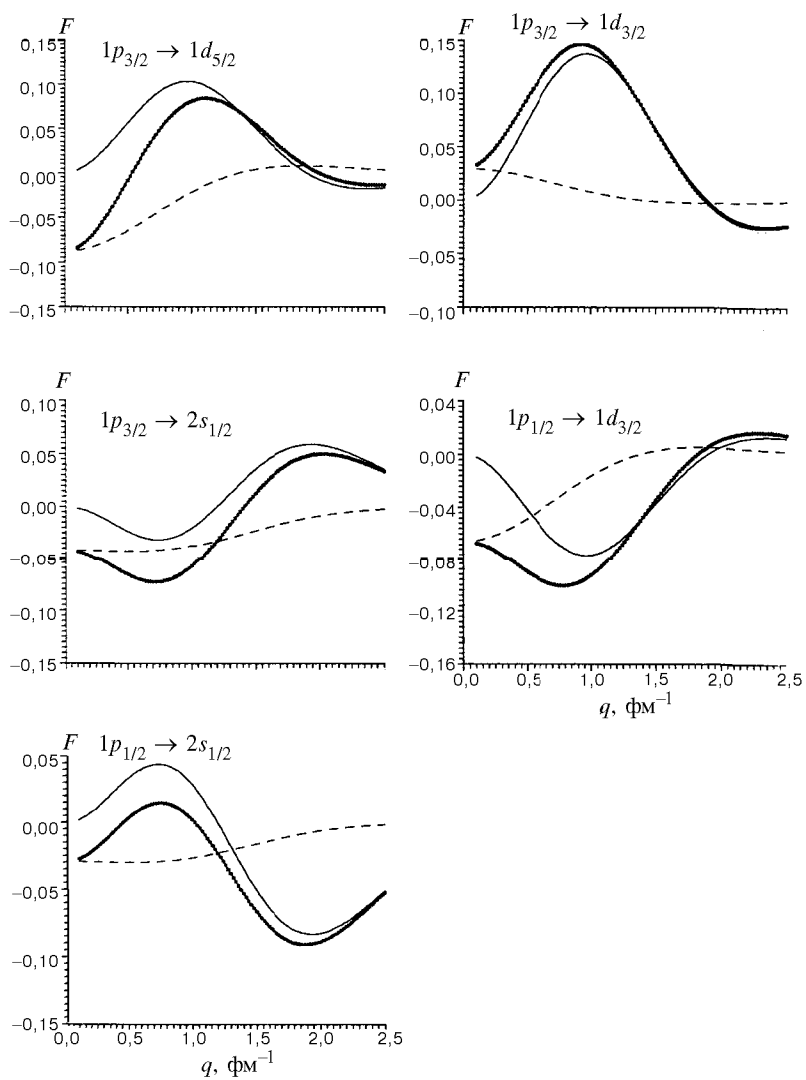 F
1p3/2 → 1d5/2
0,15
0,10
0,05
0,00
−0,05
−0,10
−0,15
F
1p3/2 → 1d3/2
0,15
0,10
0,05
0,00
−0,05
−0,10
F
1p3/2 → 2s1/2
0,10
0,05
0,00
−0,05
−0,10
−0,15
F
1p1/2 → 1d3/2
0,04
0,00
−0,04
−0,08
−0,12
−0,16
0,0 0,5 1,0 1,5 2,0 2,5
q, фм−1
F 1p1/2 → 2s1/2
0,05
0,00
−0,05
−0,10
−0,15
0,0 0,5 1,0 1,5 2,0 2,5
q, фм−1